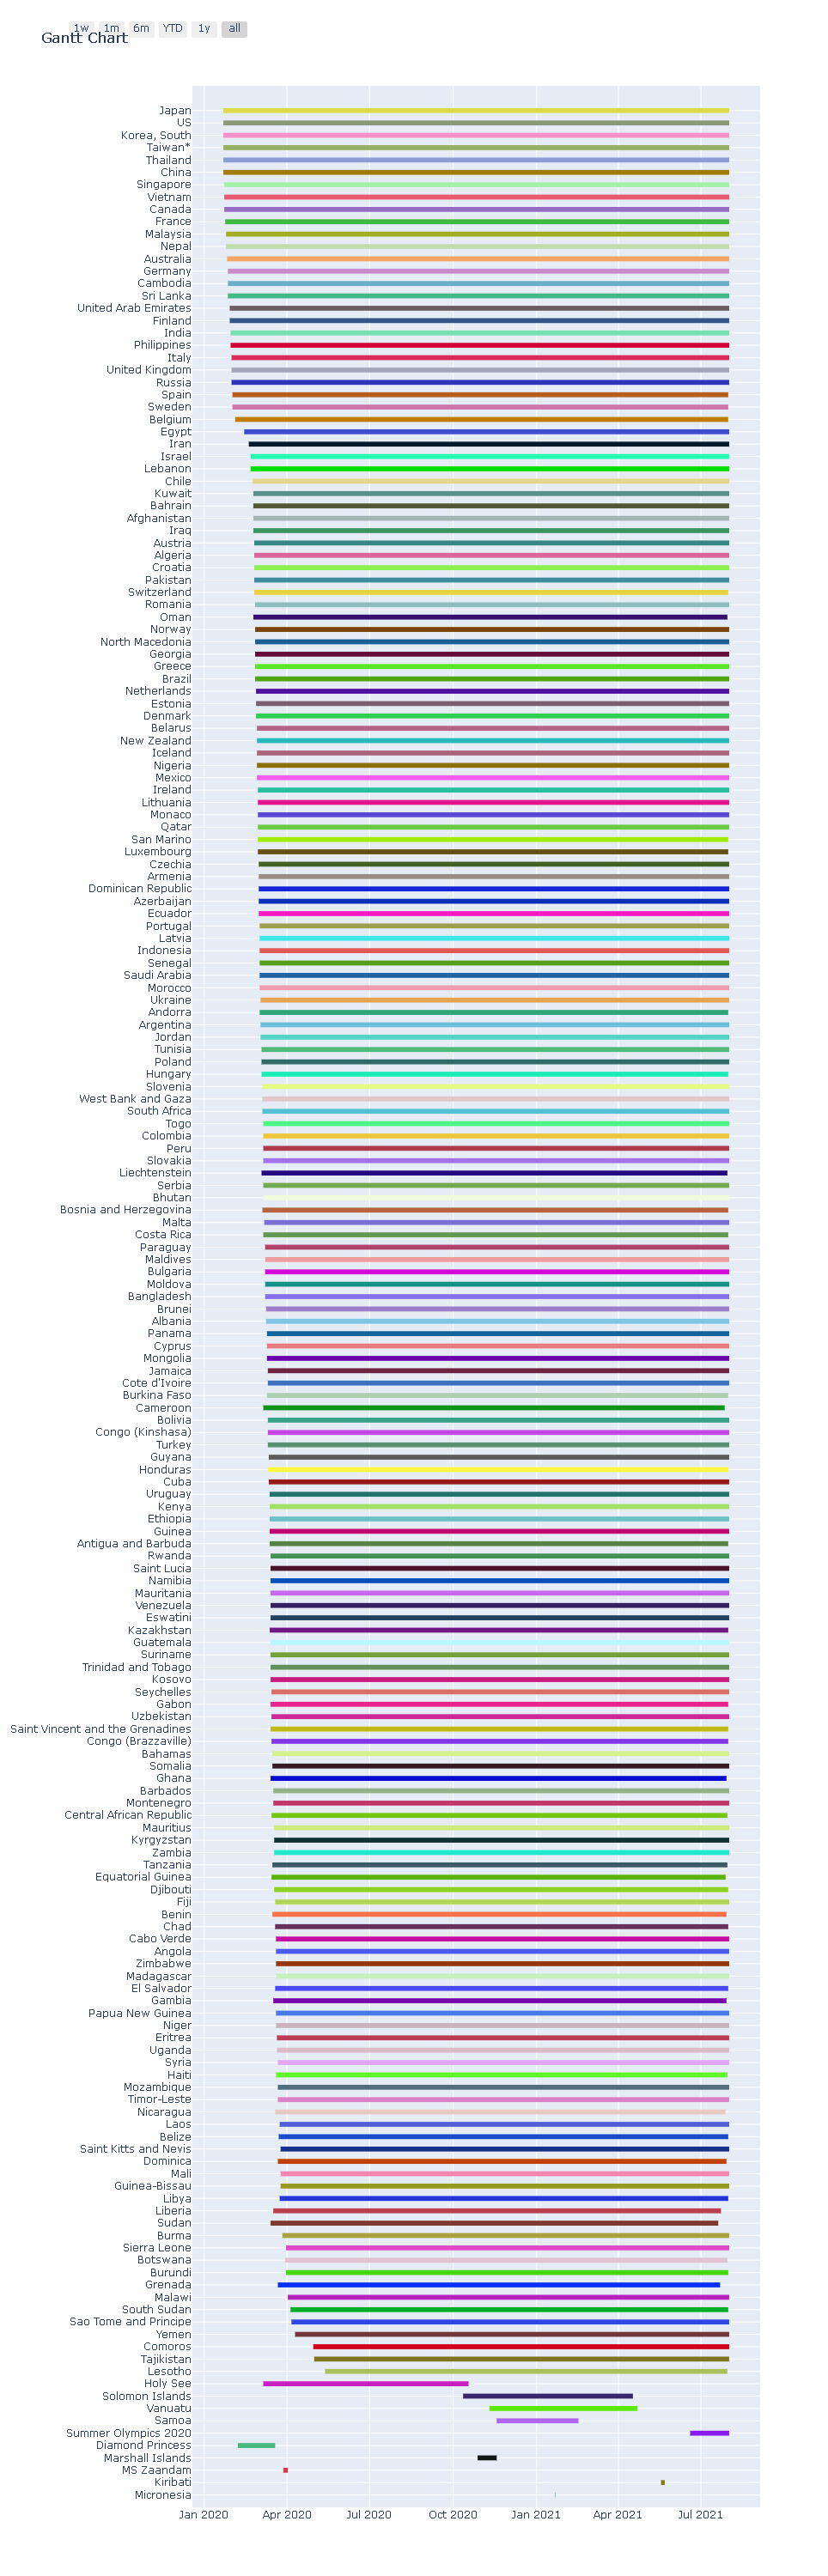 1w 1m 6m YTD 1y all
Gantt Chart
Japan
US
Korea, South
Taiwan*
Thailand
China
Singapore
Vietnam
Canada
France
Malaysia
Nepal
Australia
Germany
Cambodia
Sri Lanka
United Arab Emirates
Finland
India
Philippines
Italy
United Kingdom
Russia
Spain
Sweden
Belgium
Egypt
Iran
Israel
Lebanon
Chile
Kuwait
Bahrain
Afghanistan
Iraq
Austria
Algeria
Croatia
Pakistan
Switzerland
Romania
Oman
Norway
North Macedonia
Georgia
Greece
Brazil
Netherlands
Estonia
Denmark
Belarus
New Zealand
Iceland
Nigeria
Mexico
Ireland
Lithuania
Monaco
Qatar
San Marino
Luxembourg
Czechia
Armenia
Dominican Republic
Azerbaijan
Ecuador
Portugal
Latvia
Indonesia
Senegal
Saudi Arabia
Morocco
Ukraine
Andorra
Argentina
Jordan
Tunisia
Poland
Hungary
Slovenia
West Bank and Gaza
South Africa
Togo
Colombia
Peru
Slovakia
Liechtenstein
Serbia
Bhutan
Bosnia and Herzegovina
Malta
Costa Rica
Paraguay
Maldives
Bulgaria
Moldova
Bangladesh
Brunei
Albania
Panama
Cyprus
Mongolia
Jamaica
Cote d'Ivoire
Burkina Faso
Cameroon
Bolivia
Congo (Kinshasa)
Turkey
Guyana
Honduras
Cuba
Uruguay
Kenya
Ethiopia
Guinea
Antigua and Barbuda
Rwanda
Saint Lucia
Namibia
Mauritania
Venezuela
Eswatini
Kazakhstan
Guatemala
Suriname
Trinidad and Tobago
Kosovo
Seychelles
Gabon
Uzbekistan
Saint Vincent and the Grenadines
Congo (Brazzaville)
Bahamas
Somalia
Ghana
Barbados
Montenegro
Central African Republic
Mauritius
Kyrgyzstan
Zambia
Tanzania
Equatorial Guinea
Djibouti
Fiji
Benin
Chad
Cabo Verde
Angola
Zimbabwe
Madagascar
El Salvador
Gambia
Papua New Guinea
Niger
Eritrea
Uganda
Syria
Haiti
Mozambique
Timor-Leste
Nicaragua
Laos
Belize
Saint Kitts and Nevis
Dominica
Mali
Guinea-Bissau
Libya
Liberia
Sudan
Burma
Sierra Leone
Botswana
Burundi
Grenada
Malawi
South Sudan
Sao Tome and Principe
Yemen
Comoros
Tajikistan
Lesotho
Holy See
Solomon Islands
Vanuatu
Samoa
Summer Olympics 2020
Diamond Princess
Marshall Islands
MS Zaandam
Kiribati
Micronesia
Jan 2020 Apr 2020 Jul 2020 Oct 2020 Jan 2021 Apr 2021 Jul 2021